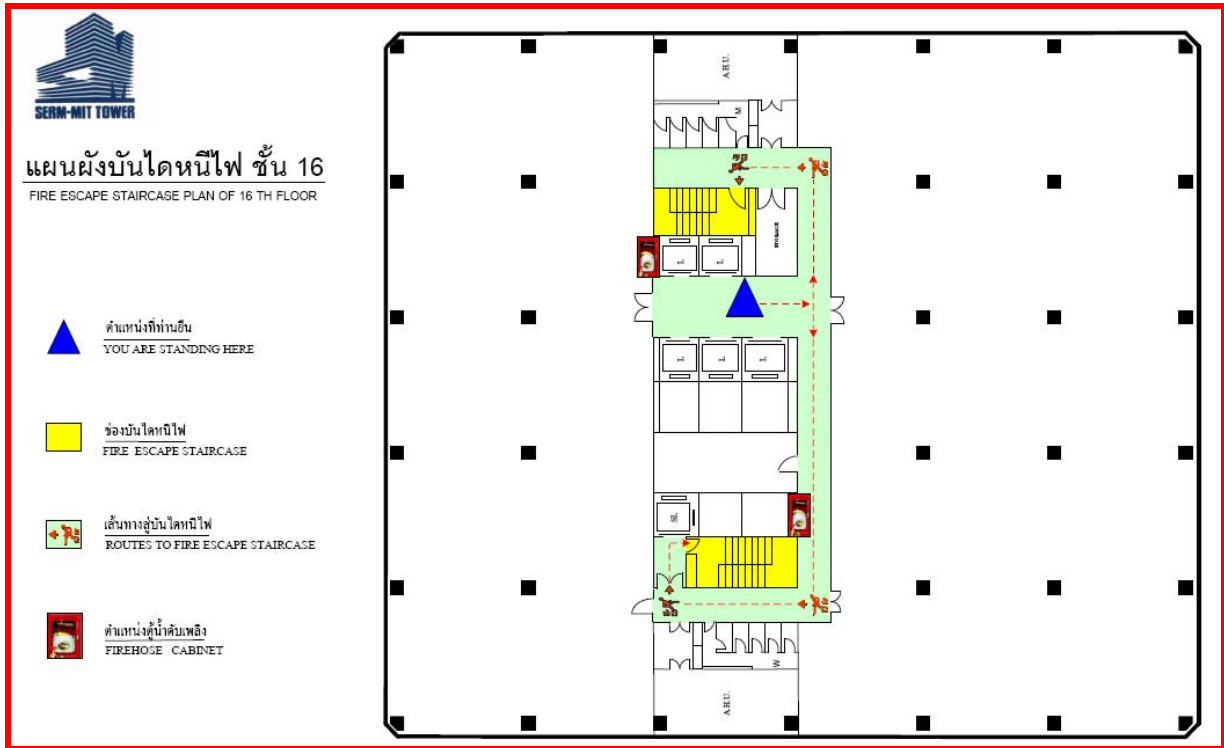 SERM-MIT TOWER
แผนผังบันไดหนีไฟ ชั้น 16
FIRE ESCAPE STAIRCASE PLAN OF 16 TH FLOOR
ตำแหน่งที่ท่านยืน
YOU ARE STANDING HERE
ช่องบันไดหนีไฟ
FIRE ESCAPE STAIRCASE
เส้นทางสู่บันไดหนีไฟ
ROUTES TO FIRE ESCAPE STAIRCASE
ตำแหน่งตู้น้ำดับเพลิง
FIREHOSE CABINET
A.H.U.
M
STORAGE
L
L
L
L
L
SL
W
A.H.U.